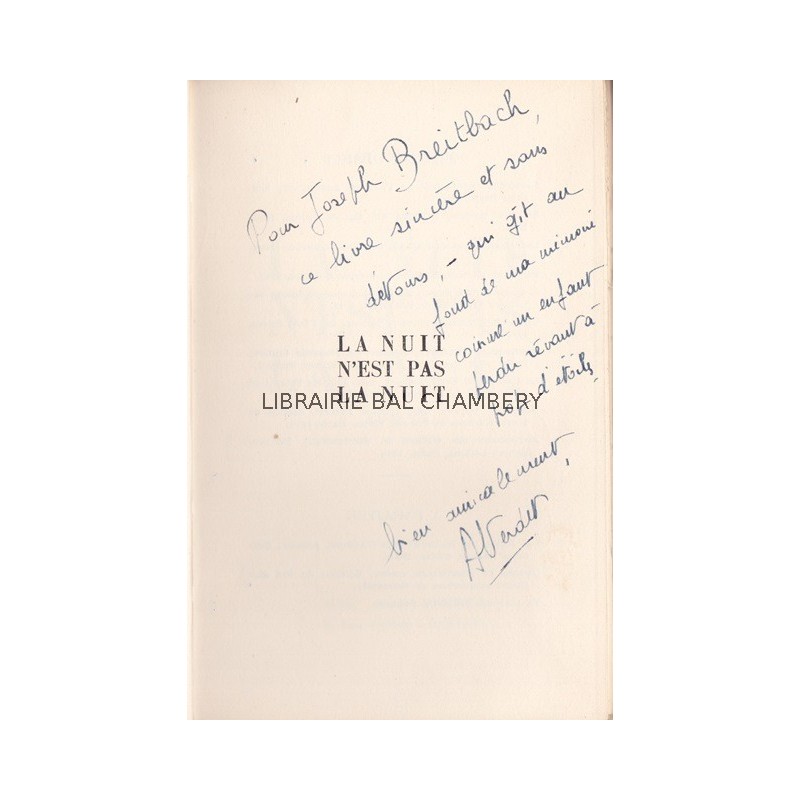 Pour Joseph Breitbach,
ce livre sincère et sans
détours, - qui gît au
fond de ma mémoire
comme un enfant
perdu rêvant à
d'étoiles.
LA NUIT
N'EST PAS
LA NUIT
LIBRAIRIE BAL CHAMBERY
bien amicalement,
A Verdet